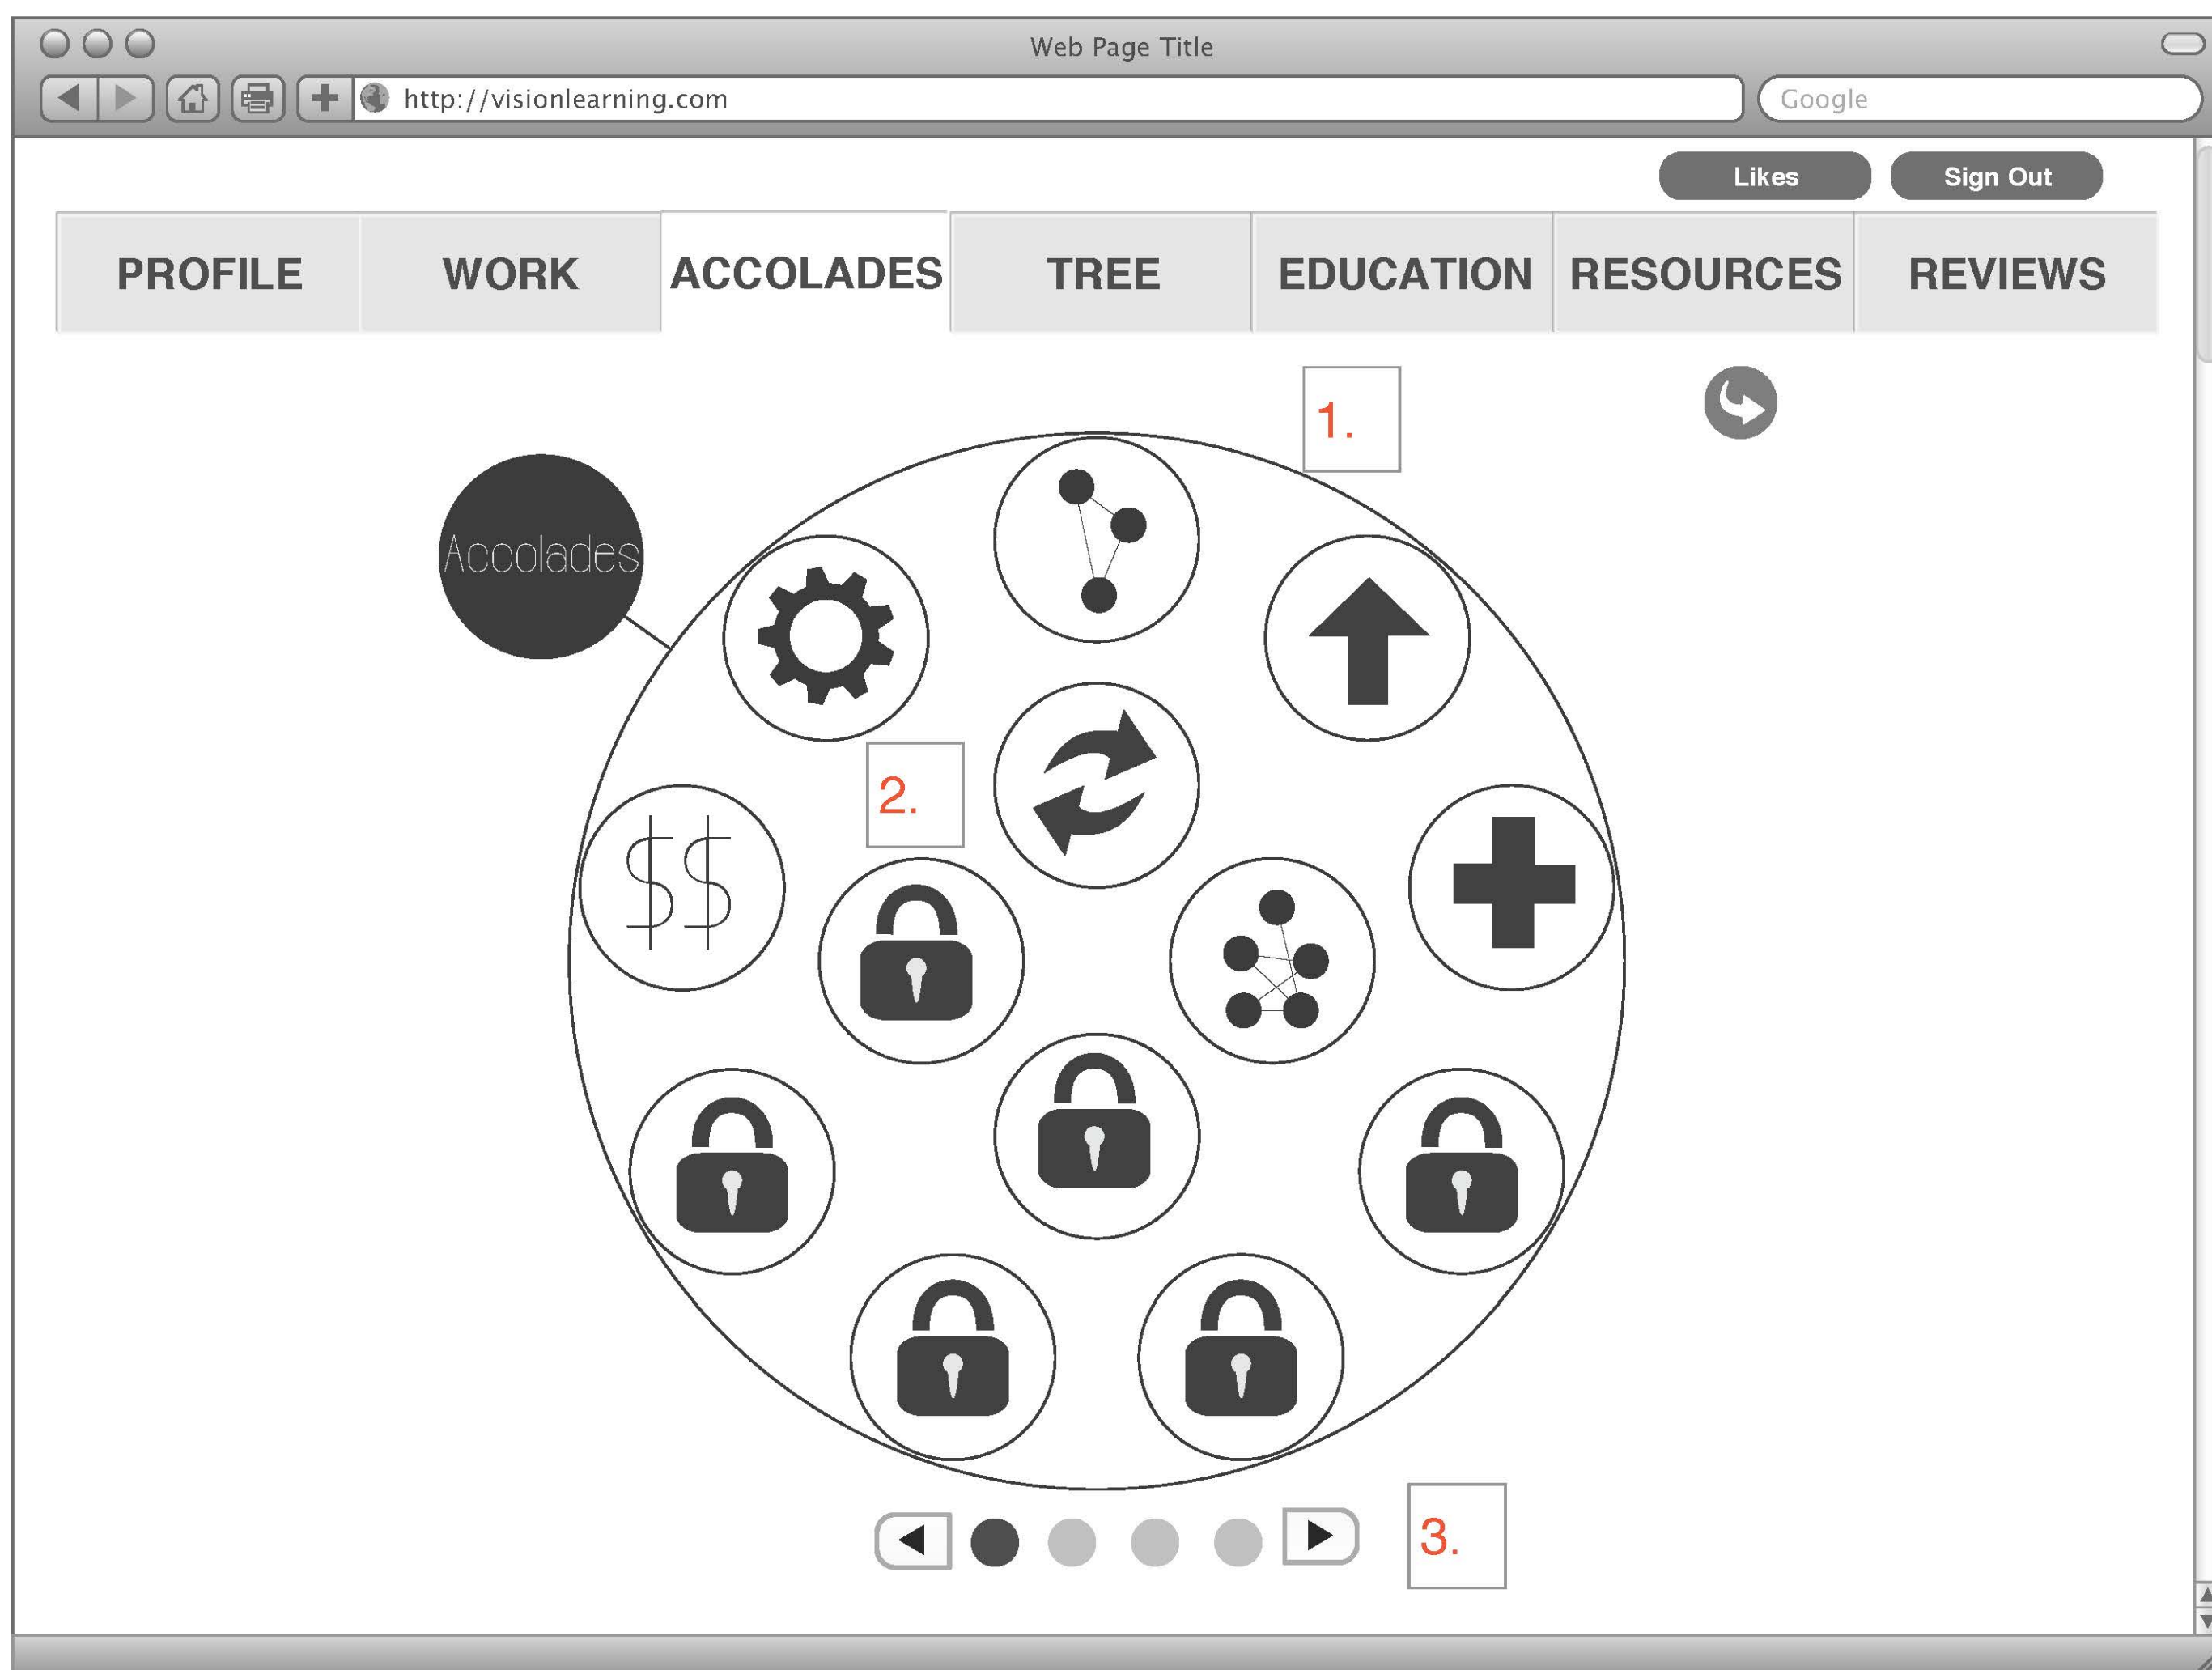 Web Page Title
http://visionlearning.com
Google
Likes
Sign Out
PROFILE
WORK
ACCOLADES
TREE
EDUCATION
RESOURCES
REVIEWS
1.
Accolades
2.
$$
3.